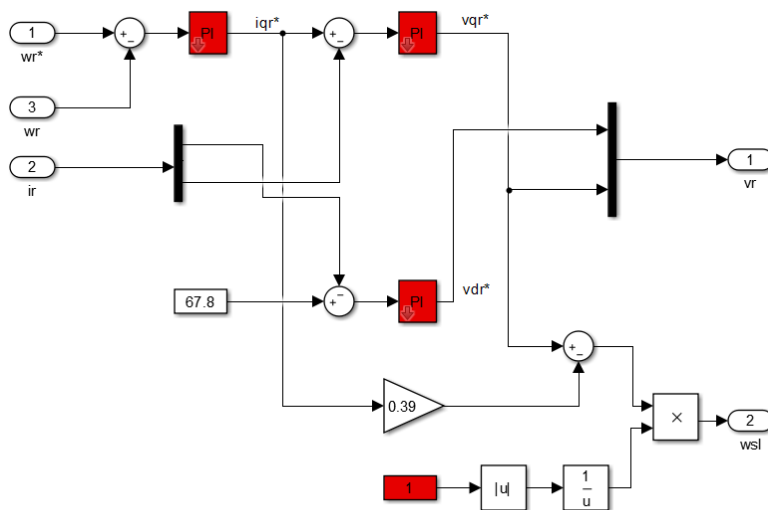 1
wr*
+
-
PI
iqr*
+
-
PI
vqr*
3
wr
2
ir
1
vr
67.8
+
-
PI
vdr*
+
-
0.39
×
2
wsl
1
|u|
1
u